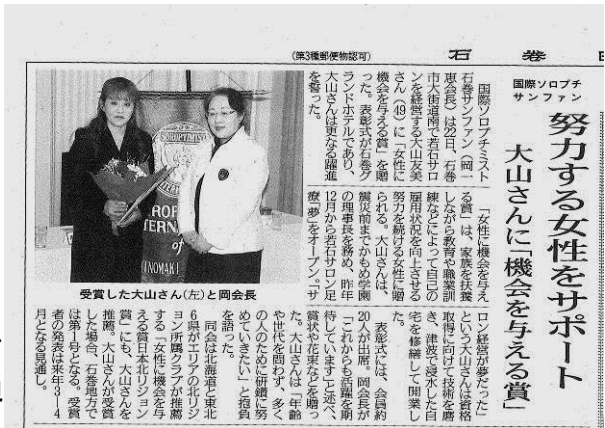 (第3種郵便物認可)
石巻
国際ソロプチ
サンファン
努力する女性をサポート
大山さんに「機会を与える賞」
国際ソロプチミスト
石巻サンファン(岡一
恵会長)は22日、石巻
市大街道南で若石サロ
ンを経営する大山友美
さん(49)に「女性に
機会を与える賞」を贈
った。表彰式が石巻グ
ランドホテルであり、
大山さんは更なる躍進
を誓った。
「女性に機会を与え
る賞」は、家族を扶養
しながら教育や職業訓
練などによって自己の
雇用状況を向上させる
努力を続ける女性に贈
られる。大山さんは、
震災前までかもめ学園
の理事長を務め、昨年
12月から若石サロン足
療「夢」をオープン。「サ
ロン経営が夢だった」
という大山さんは資格
取得に向けて技術を磨
き、津波で浸水した自
宅を修繕して開業し
た。
表彰式には、会員約
20人が出席。岡会長が
「これからも活躍を期
待しています」と述べ、
賞状や花束などを贈っ
た。大山さんは「年齢
や世代を問わず、多く
の人のために研鑽に努
めていきたい」と抱負
を語った。
同会は北海道と東北
6県がエリアの北リジ
ョン所属クラブが推薦
する「女性に機会を与
える賞日本北リジョン
賞」にも、大山さんを
推薦。大山さんが受賞
した場合、石巻地方で
は第1号となる。受賞
者の発表は来年3―4
月となる見通し。
受賞した大山さん(左)と岡会長